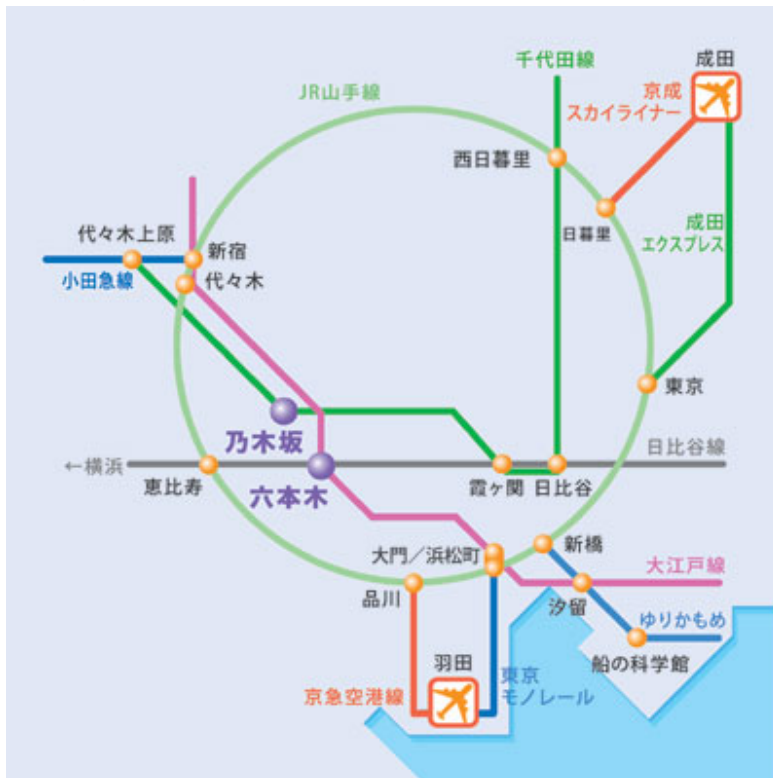 千代田線
成田
JR山手線
京成
スカイライナー
西日暮里
日暮里
成田
エクスプレス
代々木上原
新宿
小田急線
代々木
東京
乃木坂
日比谷線
←横浜
恵比寿
六本木
霞ヶ関
日比谷
大門／浜松町
新橋
大江戸線
品川
汐留
ゆりかもめ
羽田
船の科学館
京急空港線
東京
モノレール